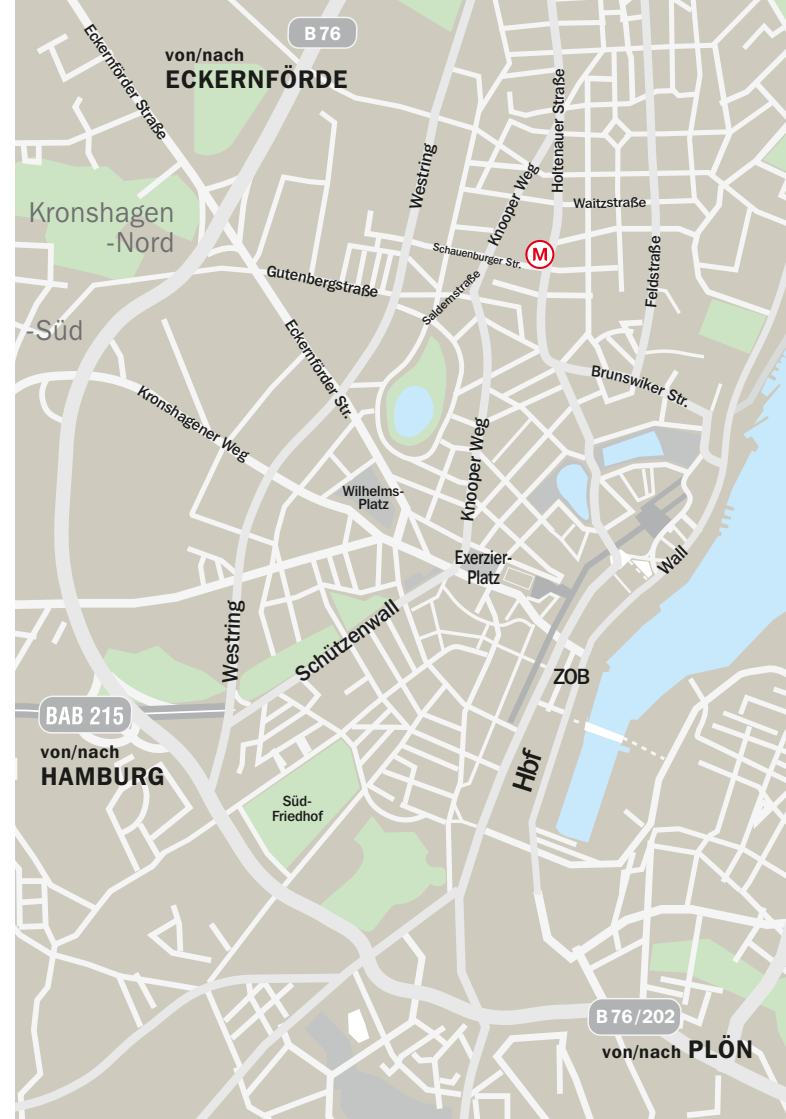 B 76
von/nach
ECKERNFÖRDE
Eckernförder Straße
Holtenauer Straße
Westring
Knooper Weg
Waitzstraße
Kronshagen
-Nord
Schauenburger Str.
M
Feldstraße
Gutenbergstraße
Saldernstraße
-Süd
Eckernförder Str.
Brunswiker Str.
Kronshagener Weg
Knooper Weg
Wilhelms-
Platz
Exerzier-
Platz
Wall
Westring
Schützenwall
ZOB
BAB 215
von/nach
HAMBURG
Hbf
Süd-
Friedhof
B 76/202
von/nach PLÖN